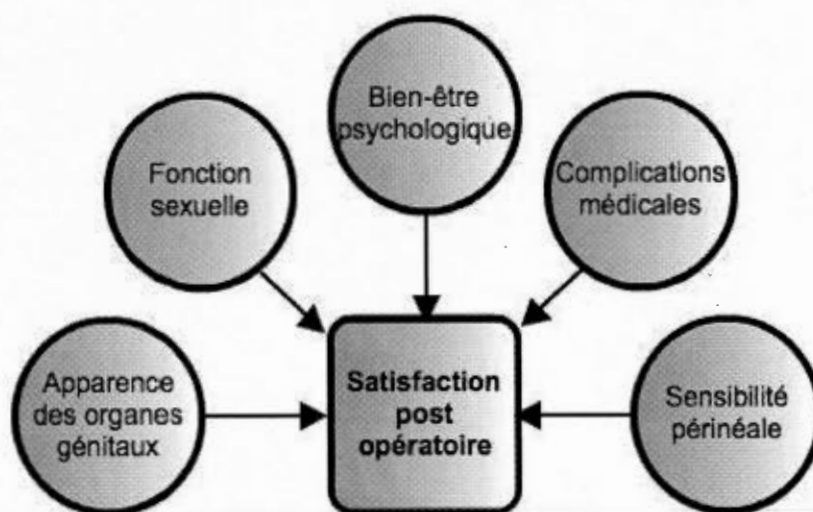 Bien-être
psychologique
Fonction
sexuelle
Complications
médicales
Apparence
des organes
génitaux
Satisfaction
post
opératoire
Sensibilité
périnéale